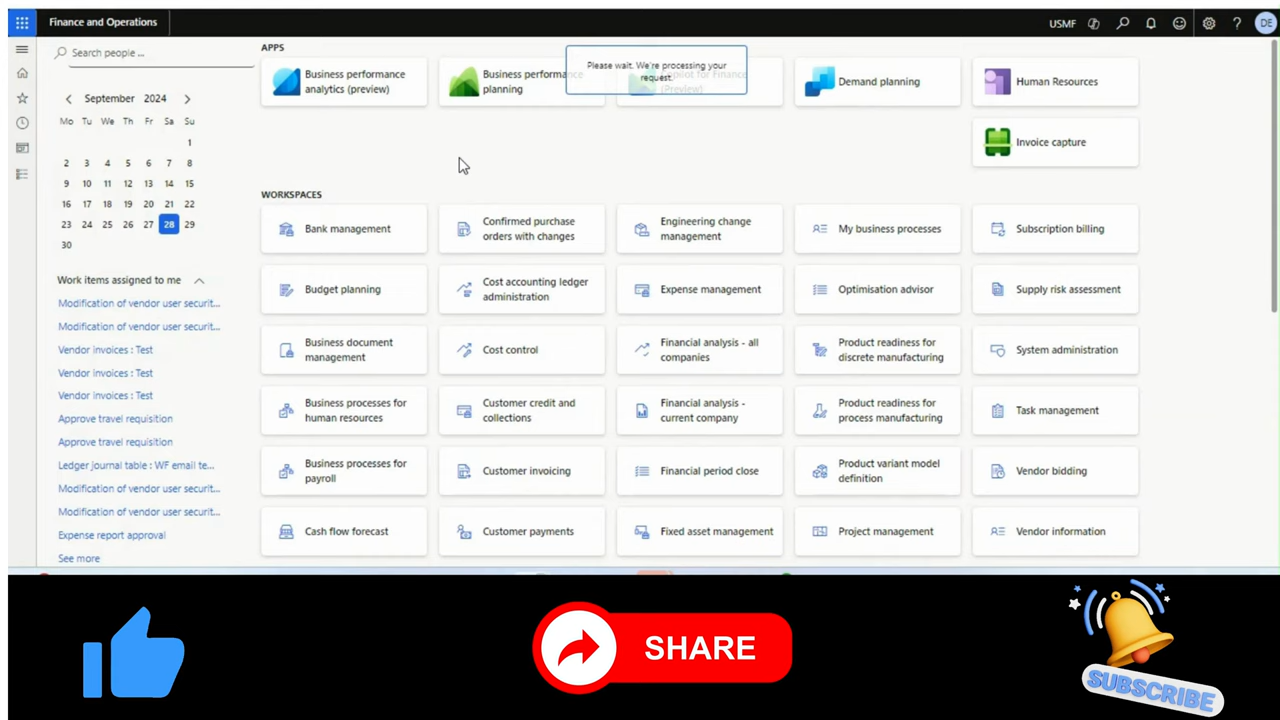 Finance and Operations
USMF
DE
Search people ...
September 2024
Mo Tu We Th Fr Sa Su
1
2 3 4 5 6 7 8
9 10 11 12 13 14 15
16 17 18 19 20 21 22
23 24 25 26 27 28 29
30
Work items assigned to me
Modification of vendor user securit...
Modification of vendor user securit...
Vendor invoices : Test
Vendor invoices : Test
Vendor invoices : Test
Approve travel requisition
Approve travel requisition
Ledger journal table : WF email te...
Modification of vendor user securit...
Modification of vendor user securit...
Expense report approval
See more
APPS
Business performance
analytics (preview)
Business performance
planning
Please wait. We're processing your
request.
Copilot for Finance
(Preview)
Demand planning
Human Resources
Invoice capture
WORKSPACES
Bank management
Confirmed purchase
orders with changes
Engineering change
management
My business processes
Subscription billing
Budget planning
Cost accounting ledger
administration
Expense management
Optimisation advisor
Supply risk assessment
Business document
management
Cost control
Financial analysis - all
companies
Product readiness for
discrete manufacturing
System administration
Business processes for
human resources
Customer credit and
collections
Financial analysis -
current company
Product readiness for
process manufacturing
Task management
Business processes for
payroll
Customer invoicing
Financial period close
Product variant model
definition
Vendor bidding
Cash flow forecast
Customer payments
Fixed asset management
Project management
Vendor information
SHARE
SUBSCRIBE